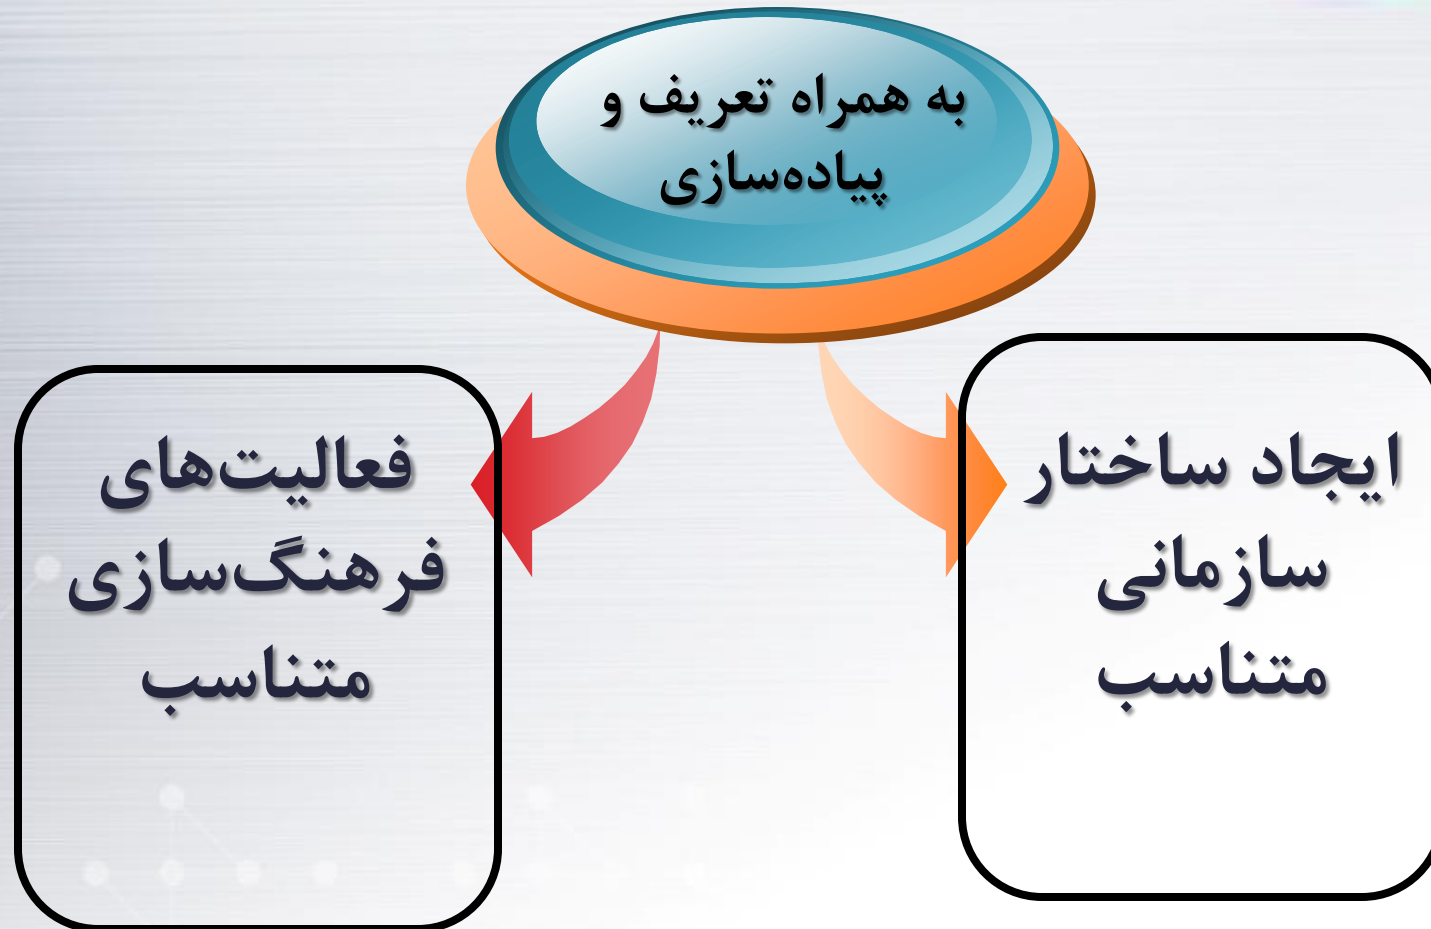 به همراه تعریف و
پیاده‌سازی
ایجاد ساختار
سازمانی
متناسب
فعالیت‌های
فرهنگ‌سازی
متناسب